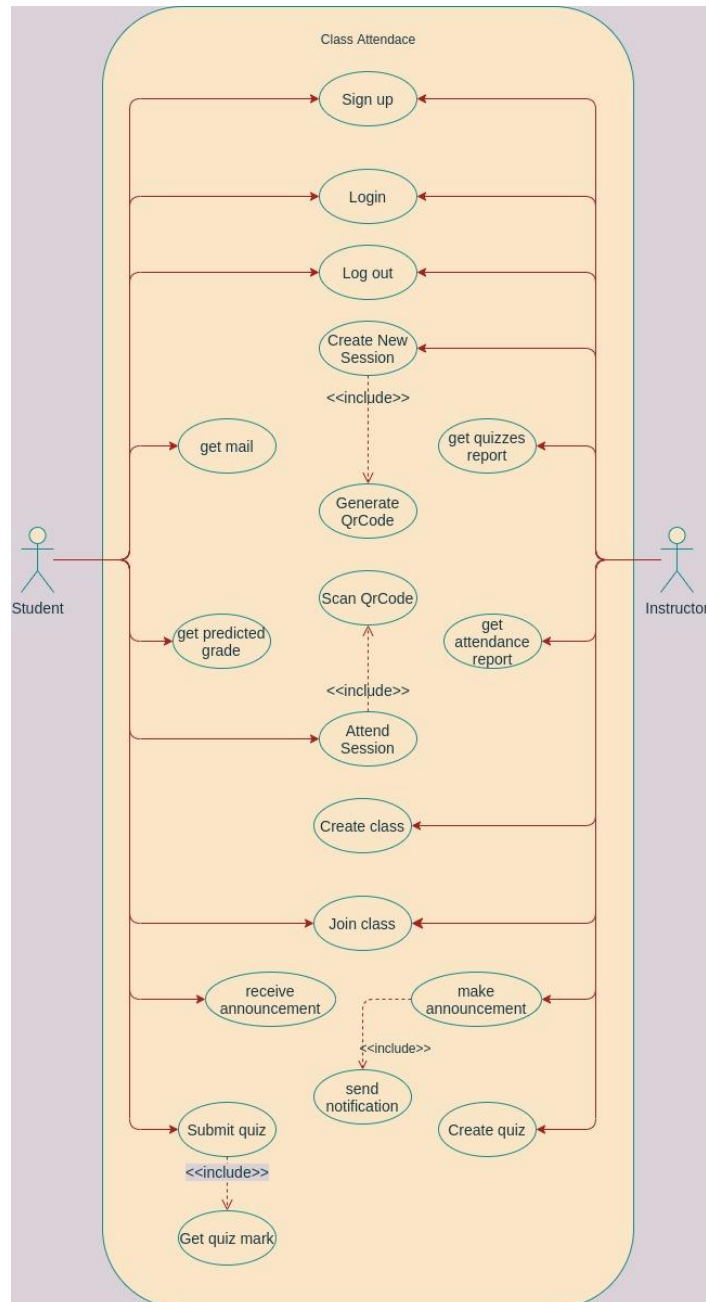 Class Attendace
Sign up
Login
Log out
Create New
Session
<<include>>
get mail
get quizzes
report
Generate
QrCode
Student
Instructor
Scan QrCode
get predicted
grade
get
attendance
report
<<include>>
Attend
Session
Create class
Join class
receive
announcement
make
announcement
<<include>>
send
notification
Submit quiz
Create quiz
<<include>>
Get quiz mark